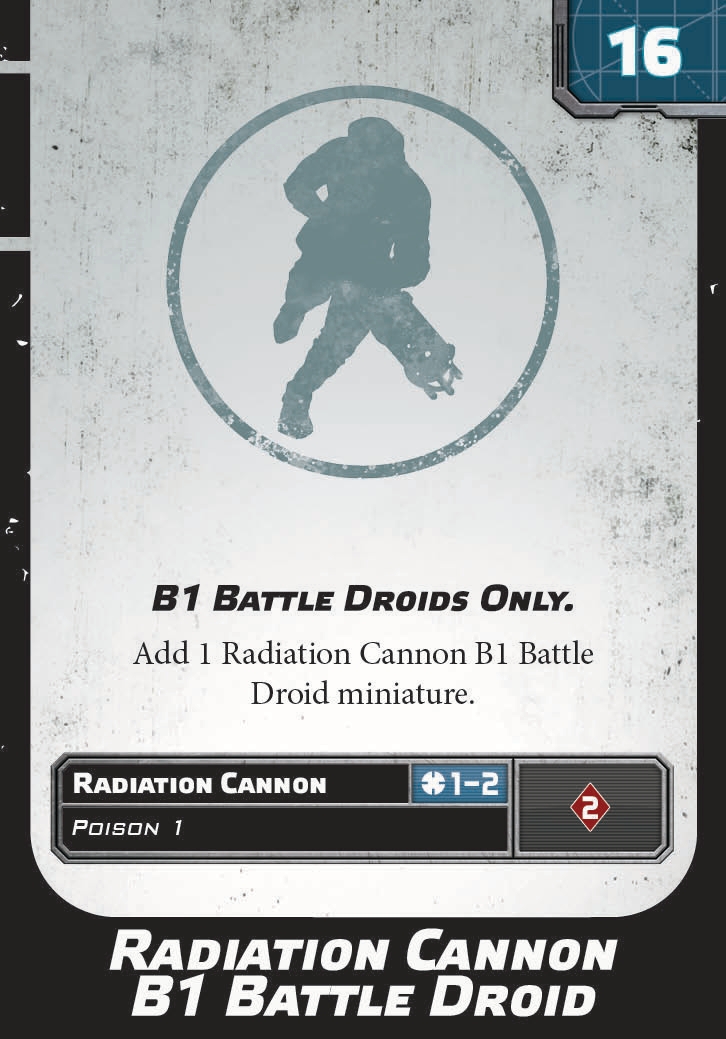 16
B1 Battle Droids Only.
Add 1 Radiation Cannon B1 Battle
Droid miniature.
Radiation Cannon
1–2
2
Poison 1
Radiation Cannon
B1 Battle Droid